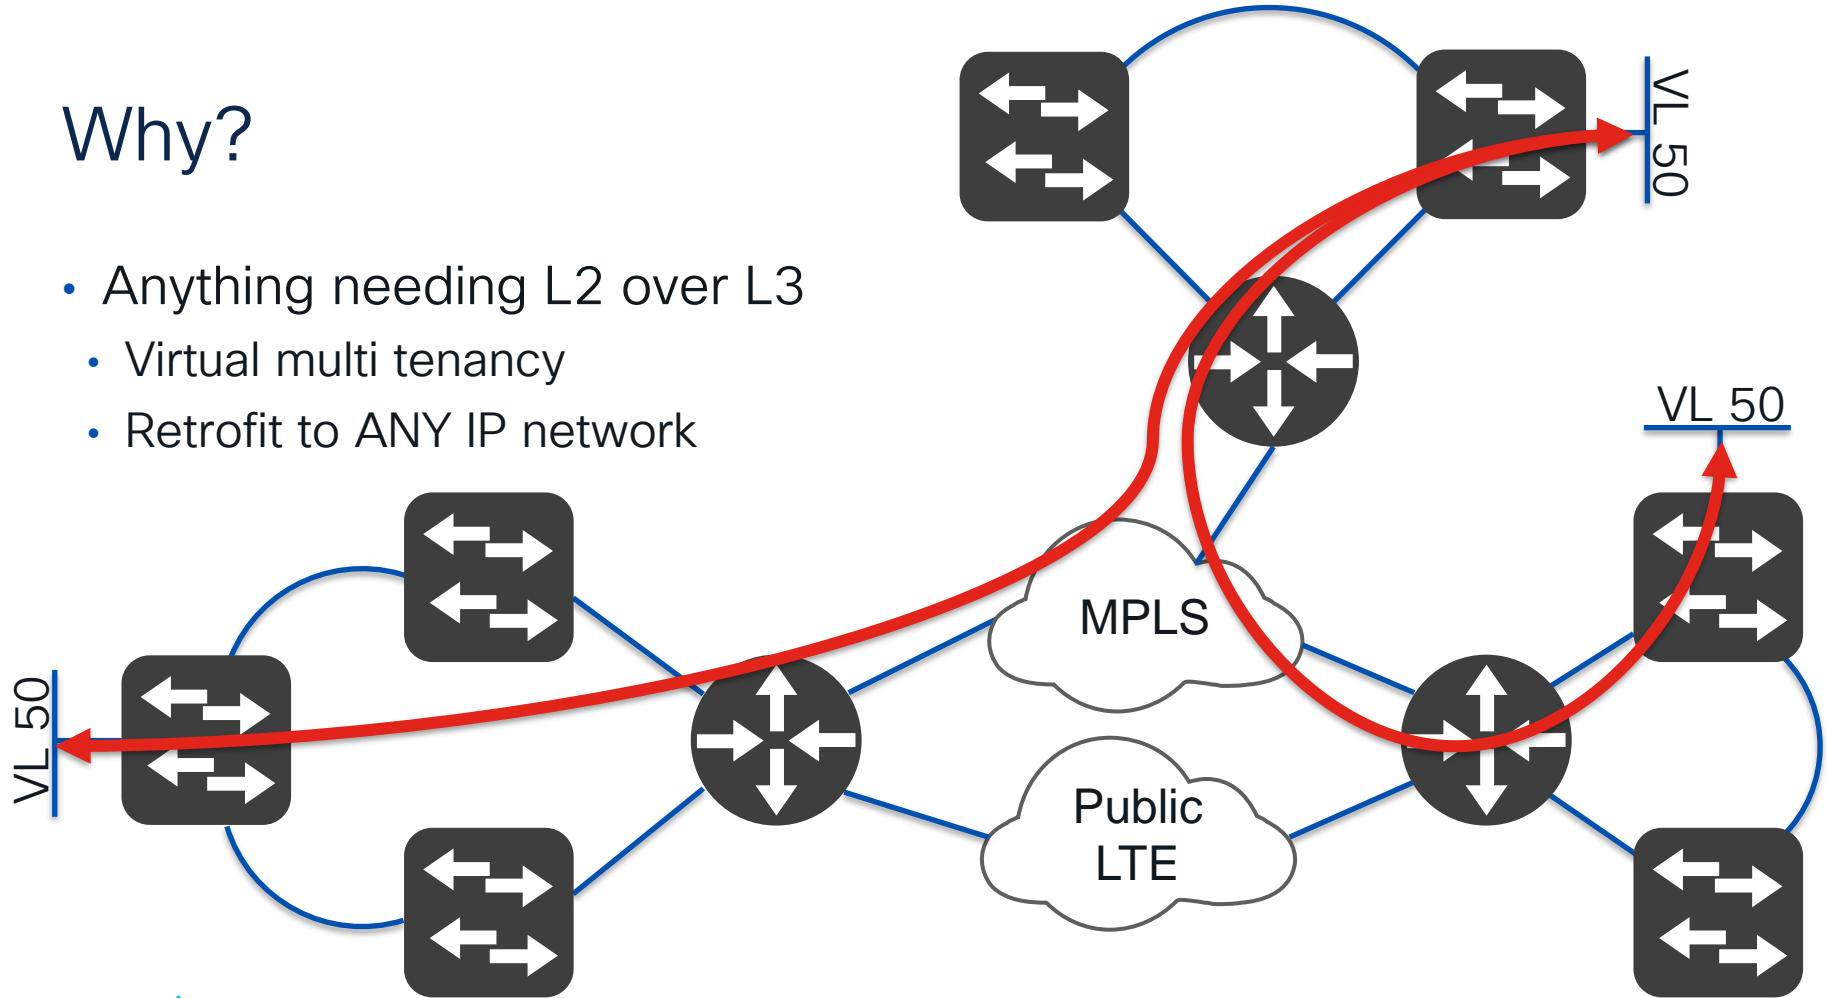 Why?
• Anything needing L2 over L3
• Virtual multi tenancy
• Retrofit to ANY IP network
VL 50
VL 50
VL 50
MPLS
Public
LTE